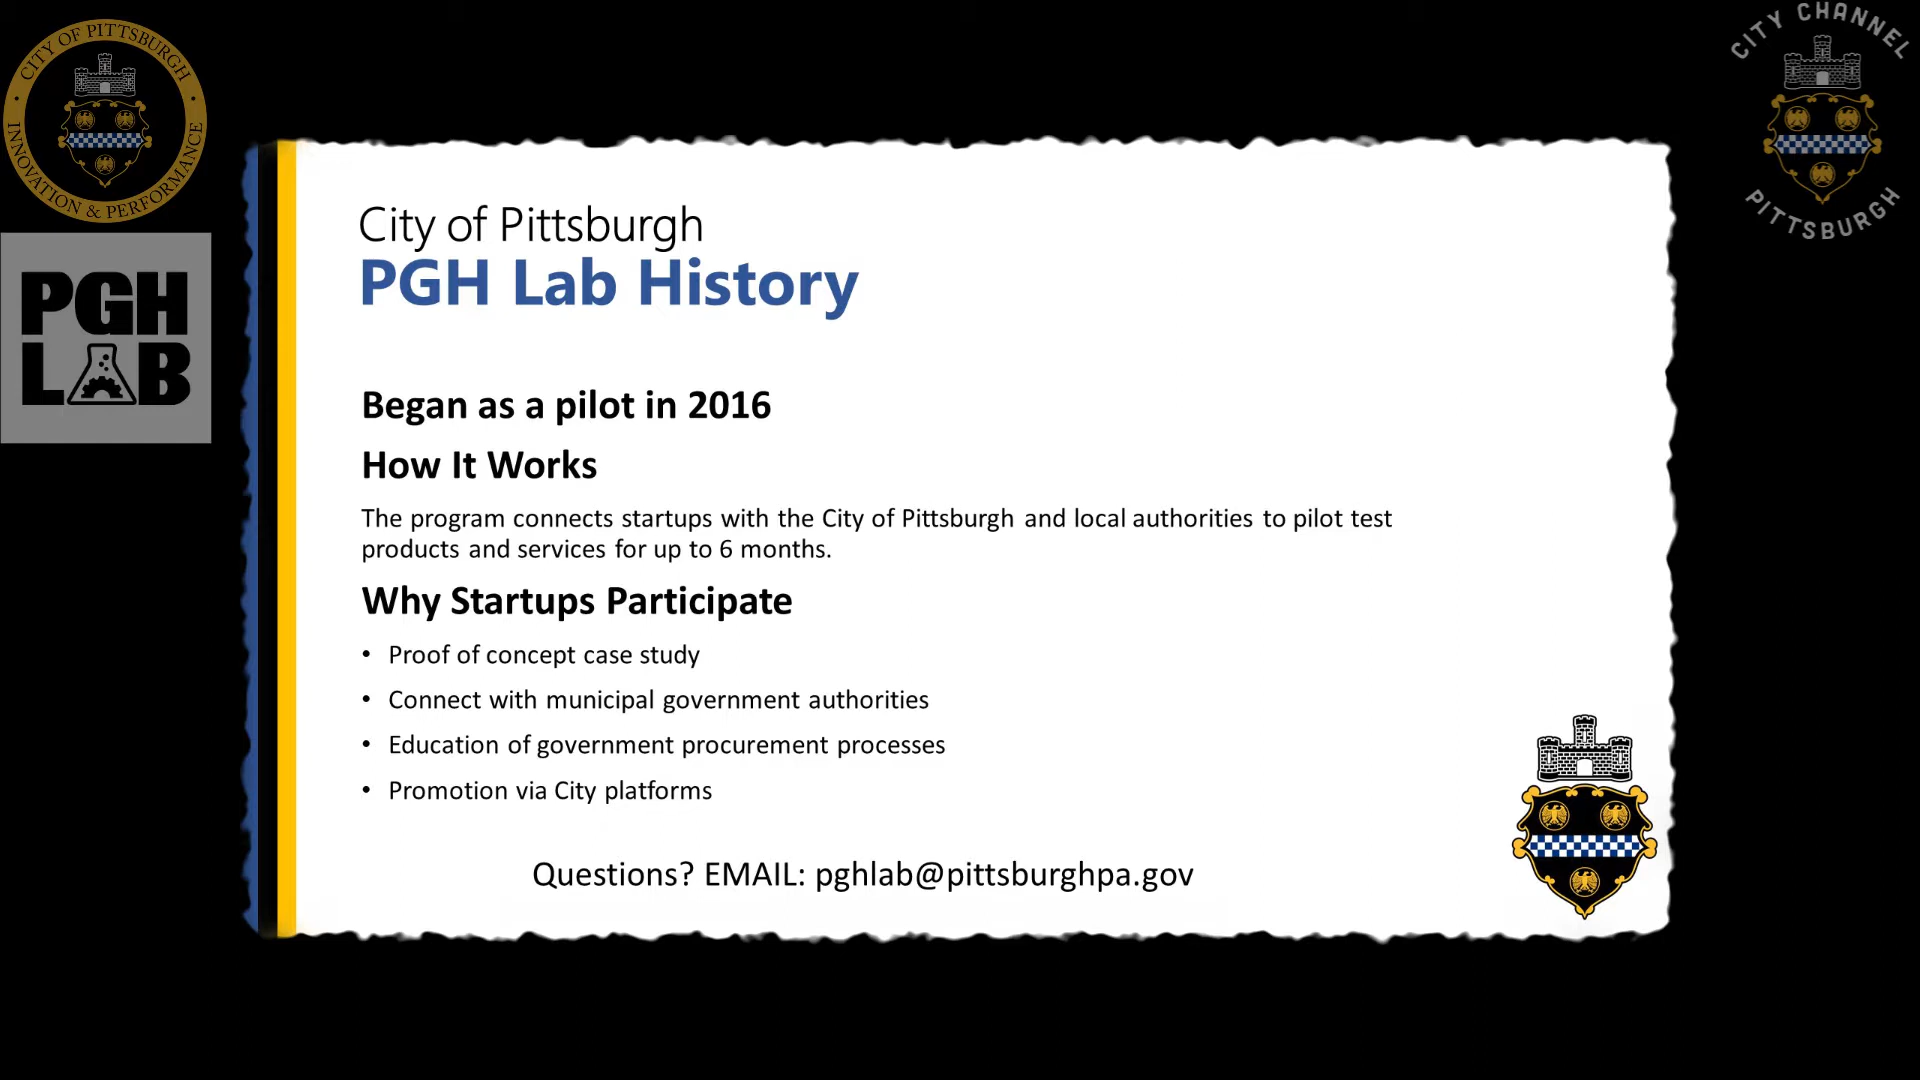 CITY OF PITTSBURGH
INNOVATION & PERFORMANCE
PGH
LAB
CITY CHANNEL
PITTSBURGH
City of Pittsburgh
PGH Lab History
Began as a pilot in 2016
How It Works
The program connects startups with the City of Pittsburgh and local authorities to pilot test
products and services for up to 6 months.
Why Startups Participate
• Proof of concept case study
• Connect with municipal government authorities
• Education of government procurement processes
• Promotion via City platforms
Questions? EMAIL: pghlab@pittsburghpa.gov